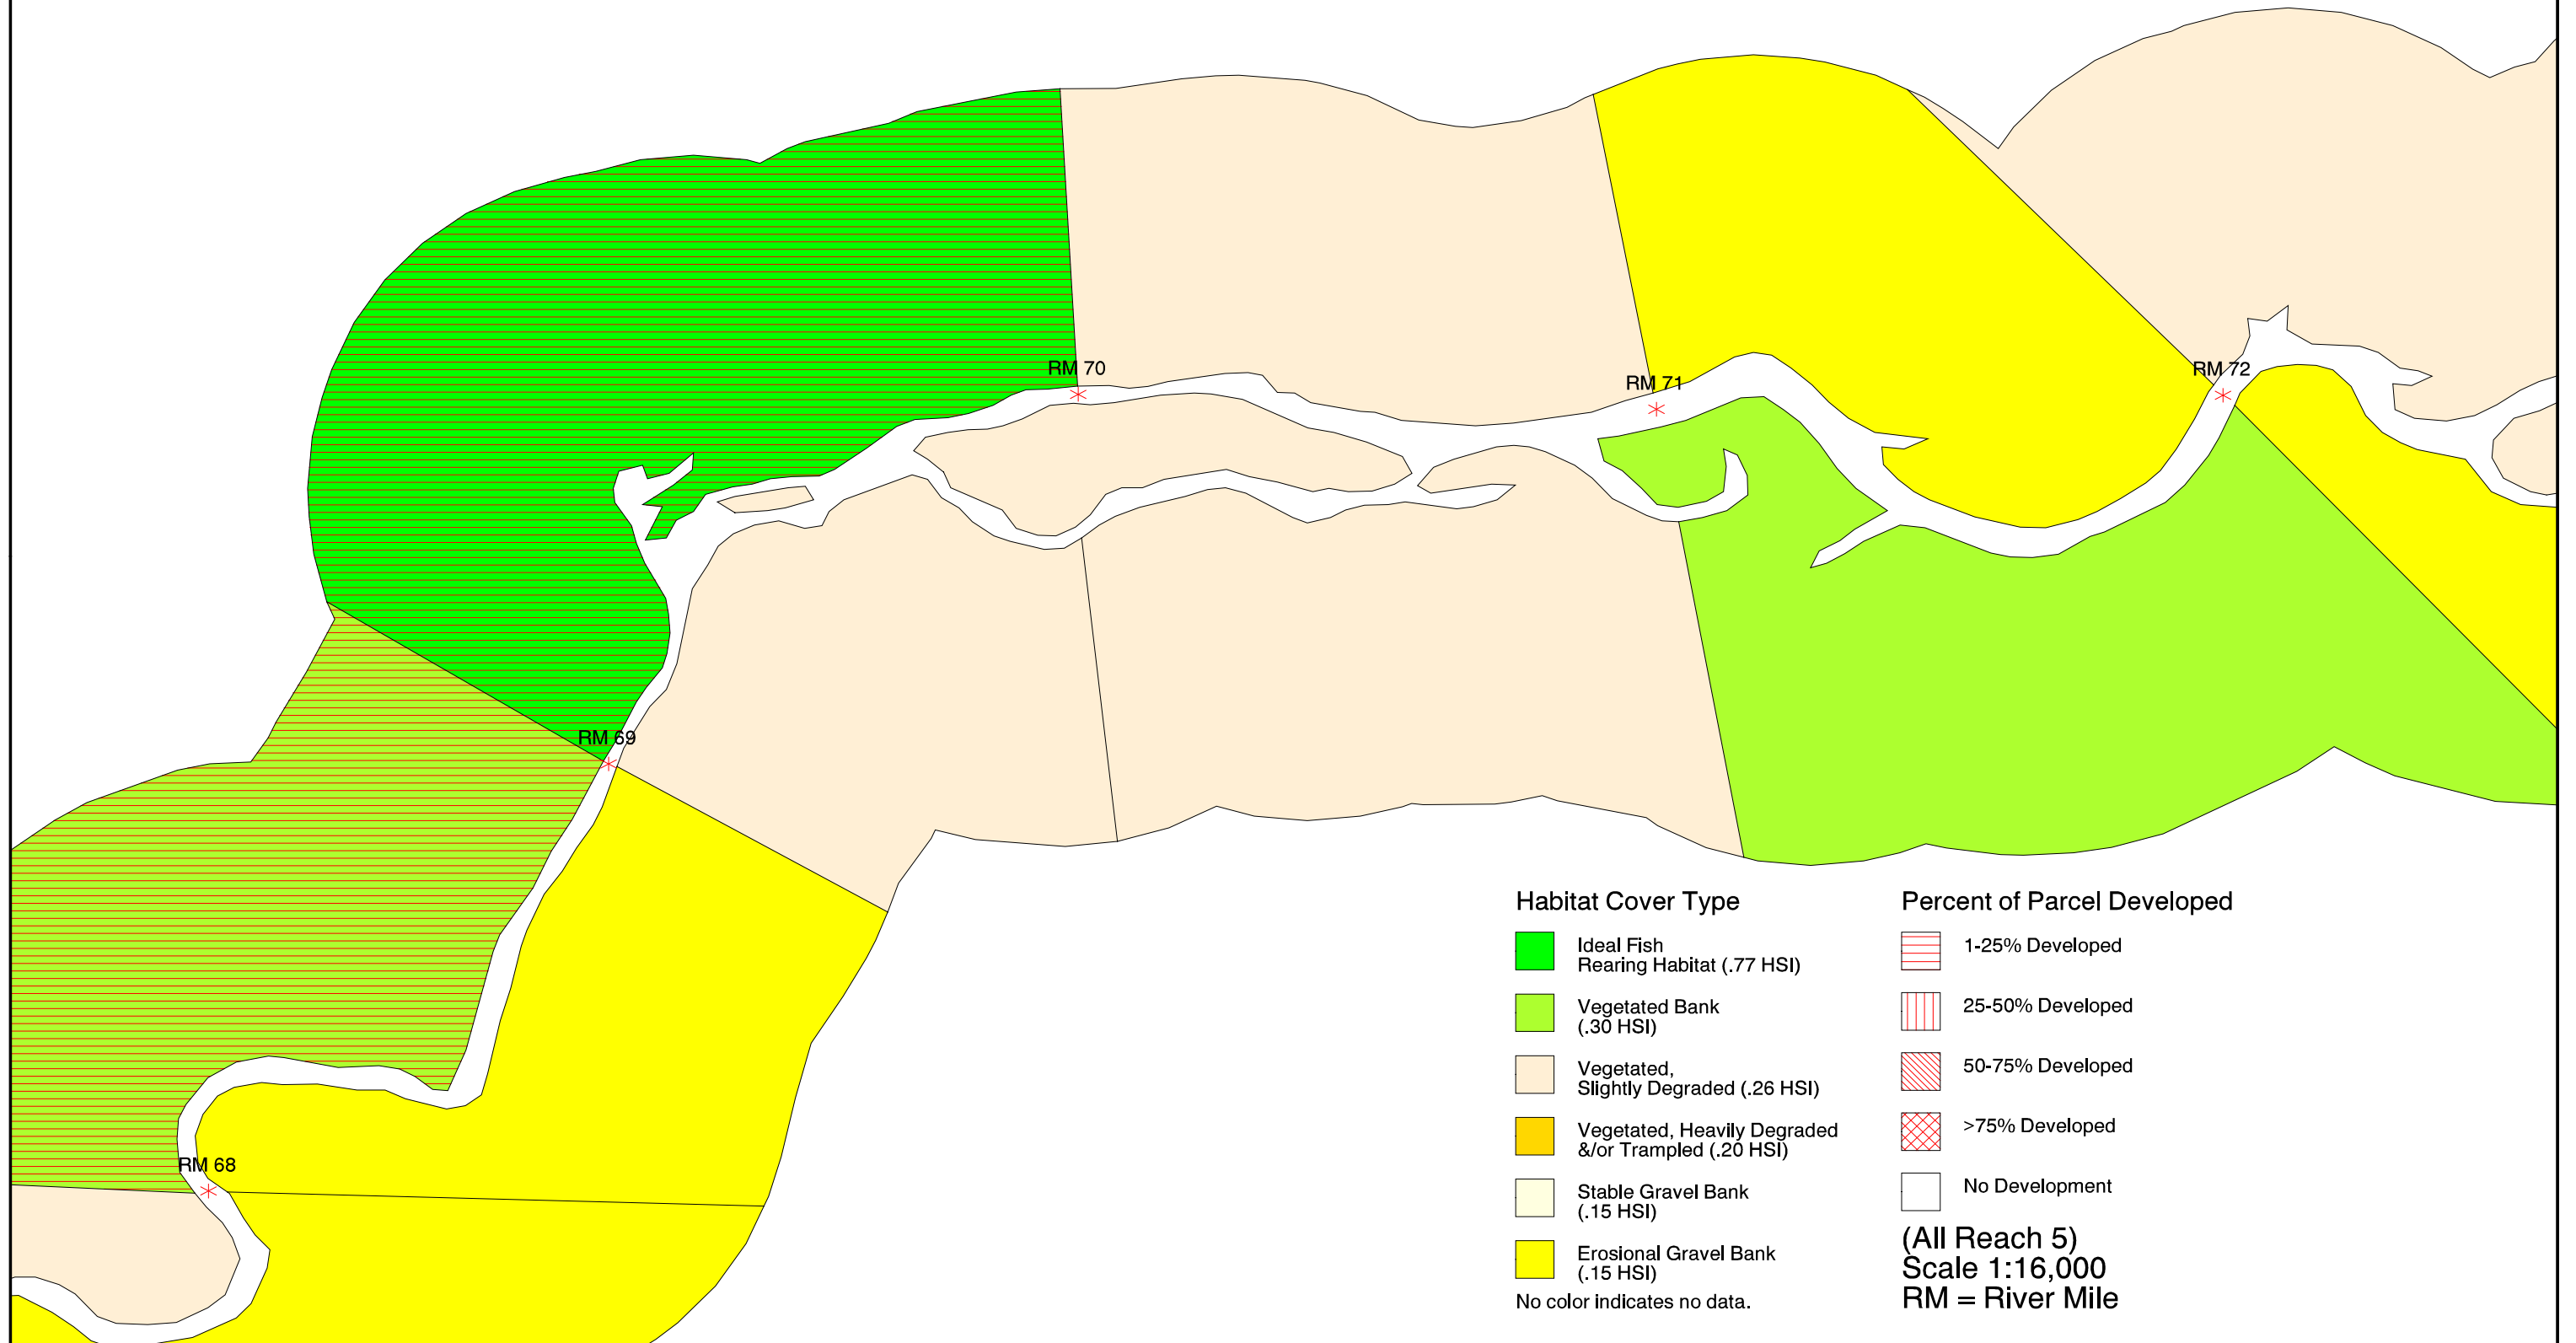 RM 70
RM 71
RM 72
RM 69
RM 68
Habitat Cover Type
Ideal Fish
Rearing Habitat (.77 HSI)
Vegetated Bank
(.30 HSI)
Vegetated,
Slightly Degraded (.26 HSI)
Vegetated, Heavily Degraded
&/or Trampled (.20 HSI)
Stable Gravel Bank
(.15 HSI)
Erosional Gravel Bank
(.15 HSI)
No color indicates no data.
Percent of Parcel Developed
1-25% Developed
25-50% Developed
50-75% Developed
>75% Developed
No Development
(All Reach 5)
Scale 1:16,000
RM = River Mile